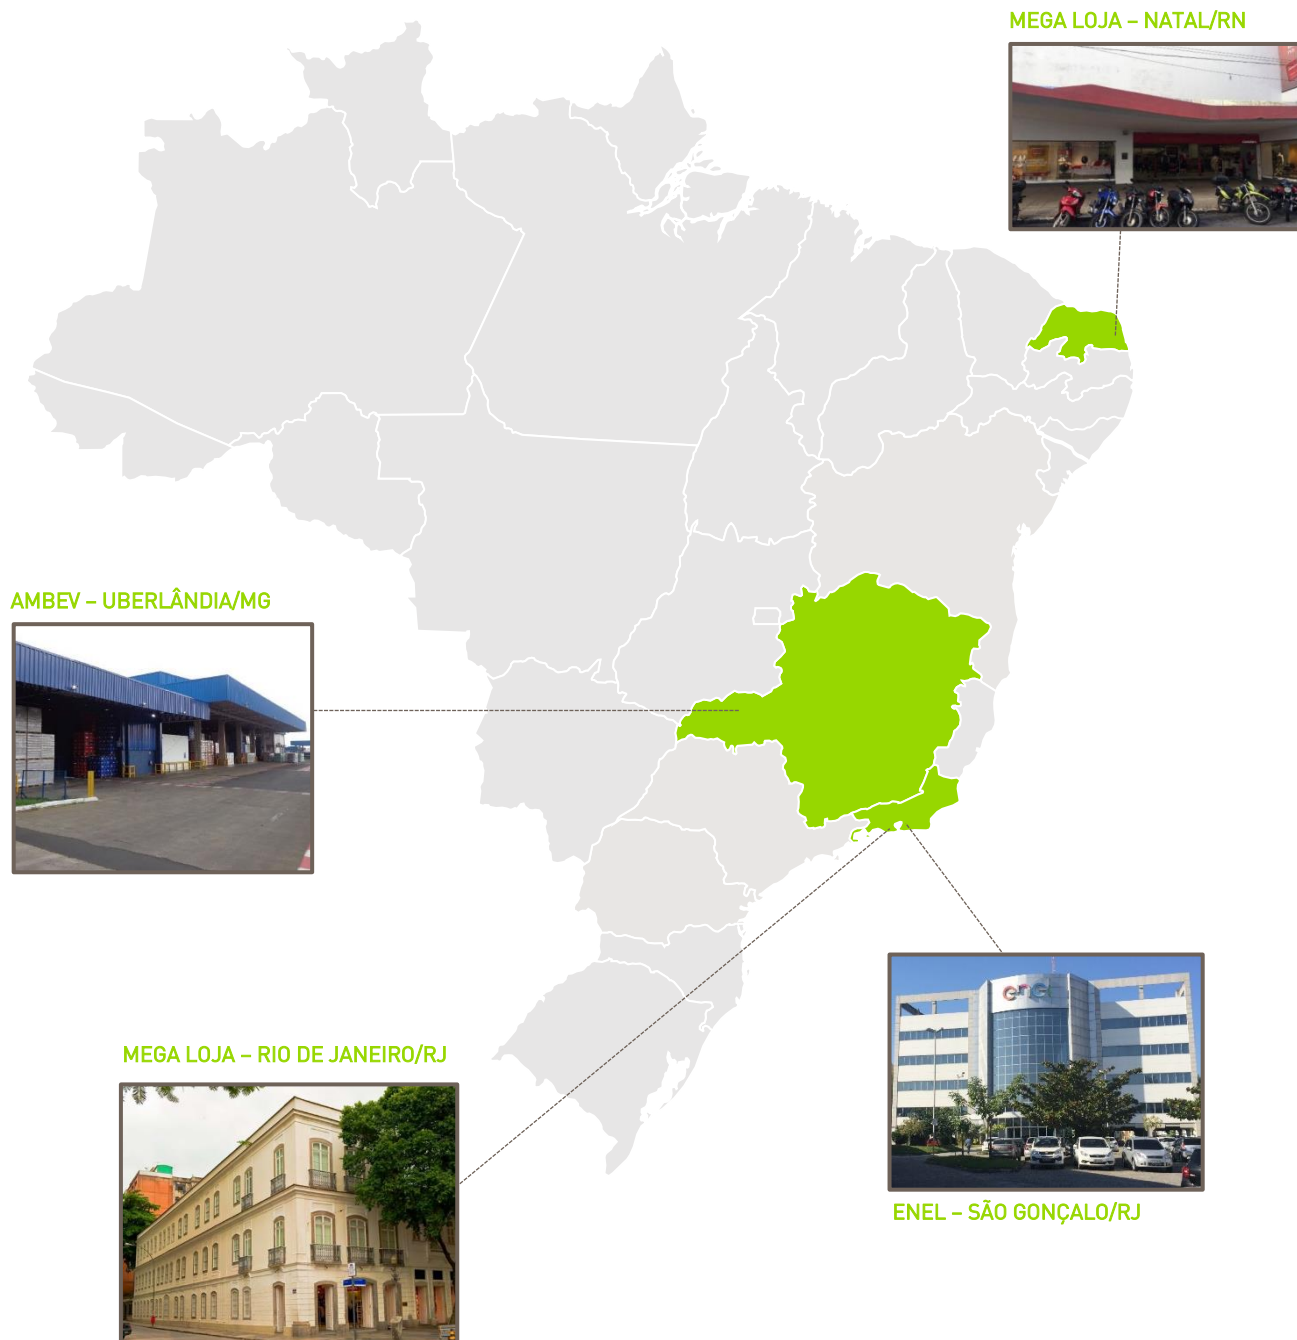 MEGA LOJA – NATAL/RN
AMBEV – UBERLÂNDIA/MG
MEGA LOJA – RIO DE JANEIRO/RJ
enel
ENEL – SÃO GONÇALO/RJ